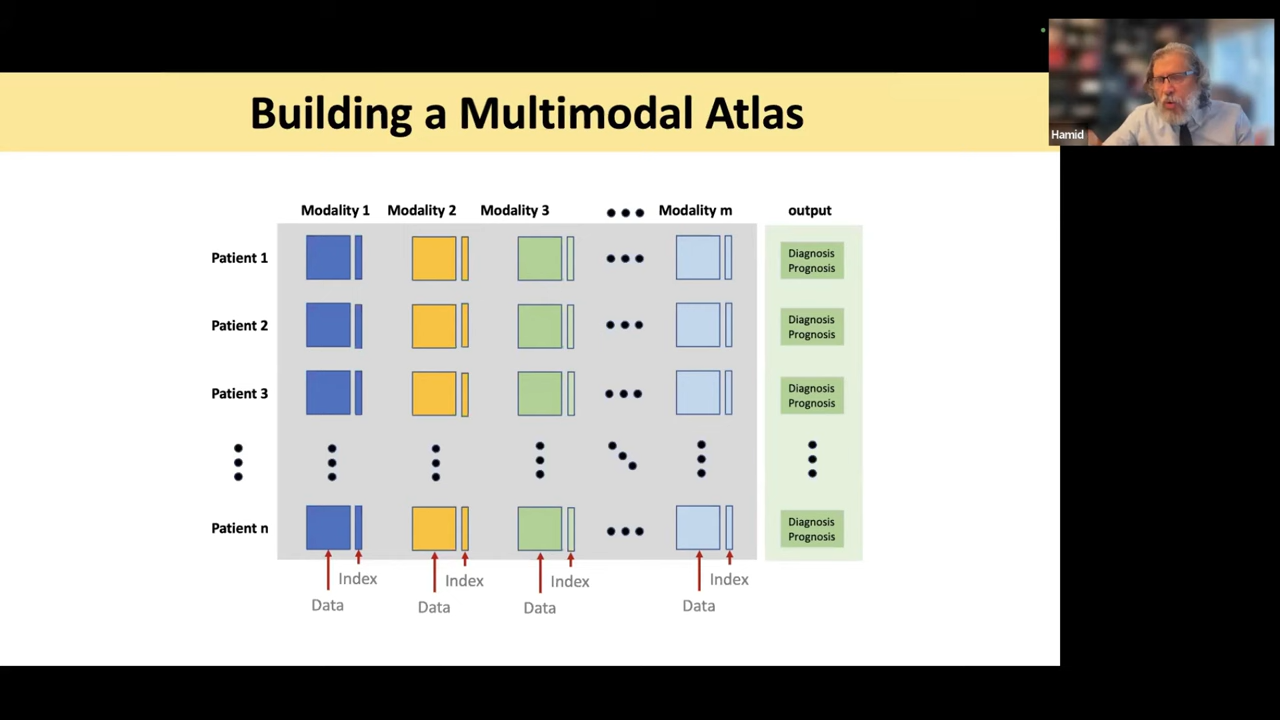 Building a Multimodal Atlas
Hamid
Modality 1 Modality 2 Modality 3 Modality m output
Patient 1
Diagnosis
Prognosis
Patient 2
Diagnosis
Prognosis
Patient 3
Diagnosis
Prognosis
Patient n
Diagnosis
Prognosis
Index Index Index Index
Data Data Data Data